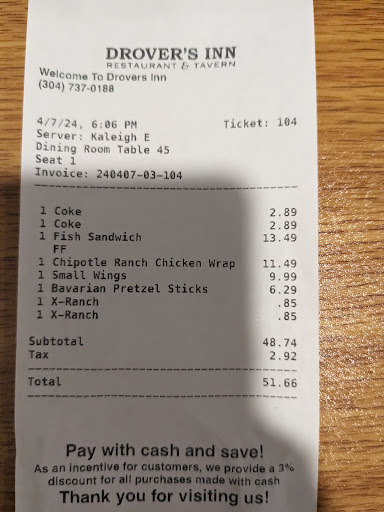 DROVER'S INN
RESTAURANT & TAVERN
Welcome To Drovers Inn
(304) 737-0188
4/7/24, 6:06 PM Ticket: 104
Server: Kaleigh E
Dining Room Table 45
Seat 1
Invoice: 240407-03-104
1 Coke 2.89
1 Coke 2.89
1 Fish Sandwich 13.49
FF
1 Chipotle Ranch Chicken Wrap 11.49
1 Small Wings 9.99
1 Bavarian Pretzel Sticks 6.29
1 X-Ranch .85
1 X-Ranch .85
Subtotal 48.74
Tax 2.92
Total 51.66
Pay with cash and save!
As an incentive for customers, we provide a 3%
discount for all purchases made with cash
Thank you for visiting us!